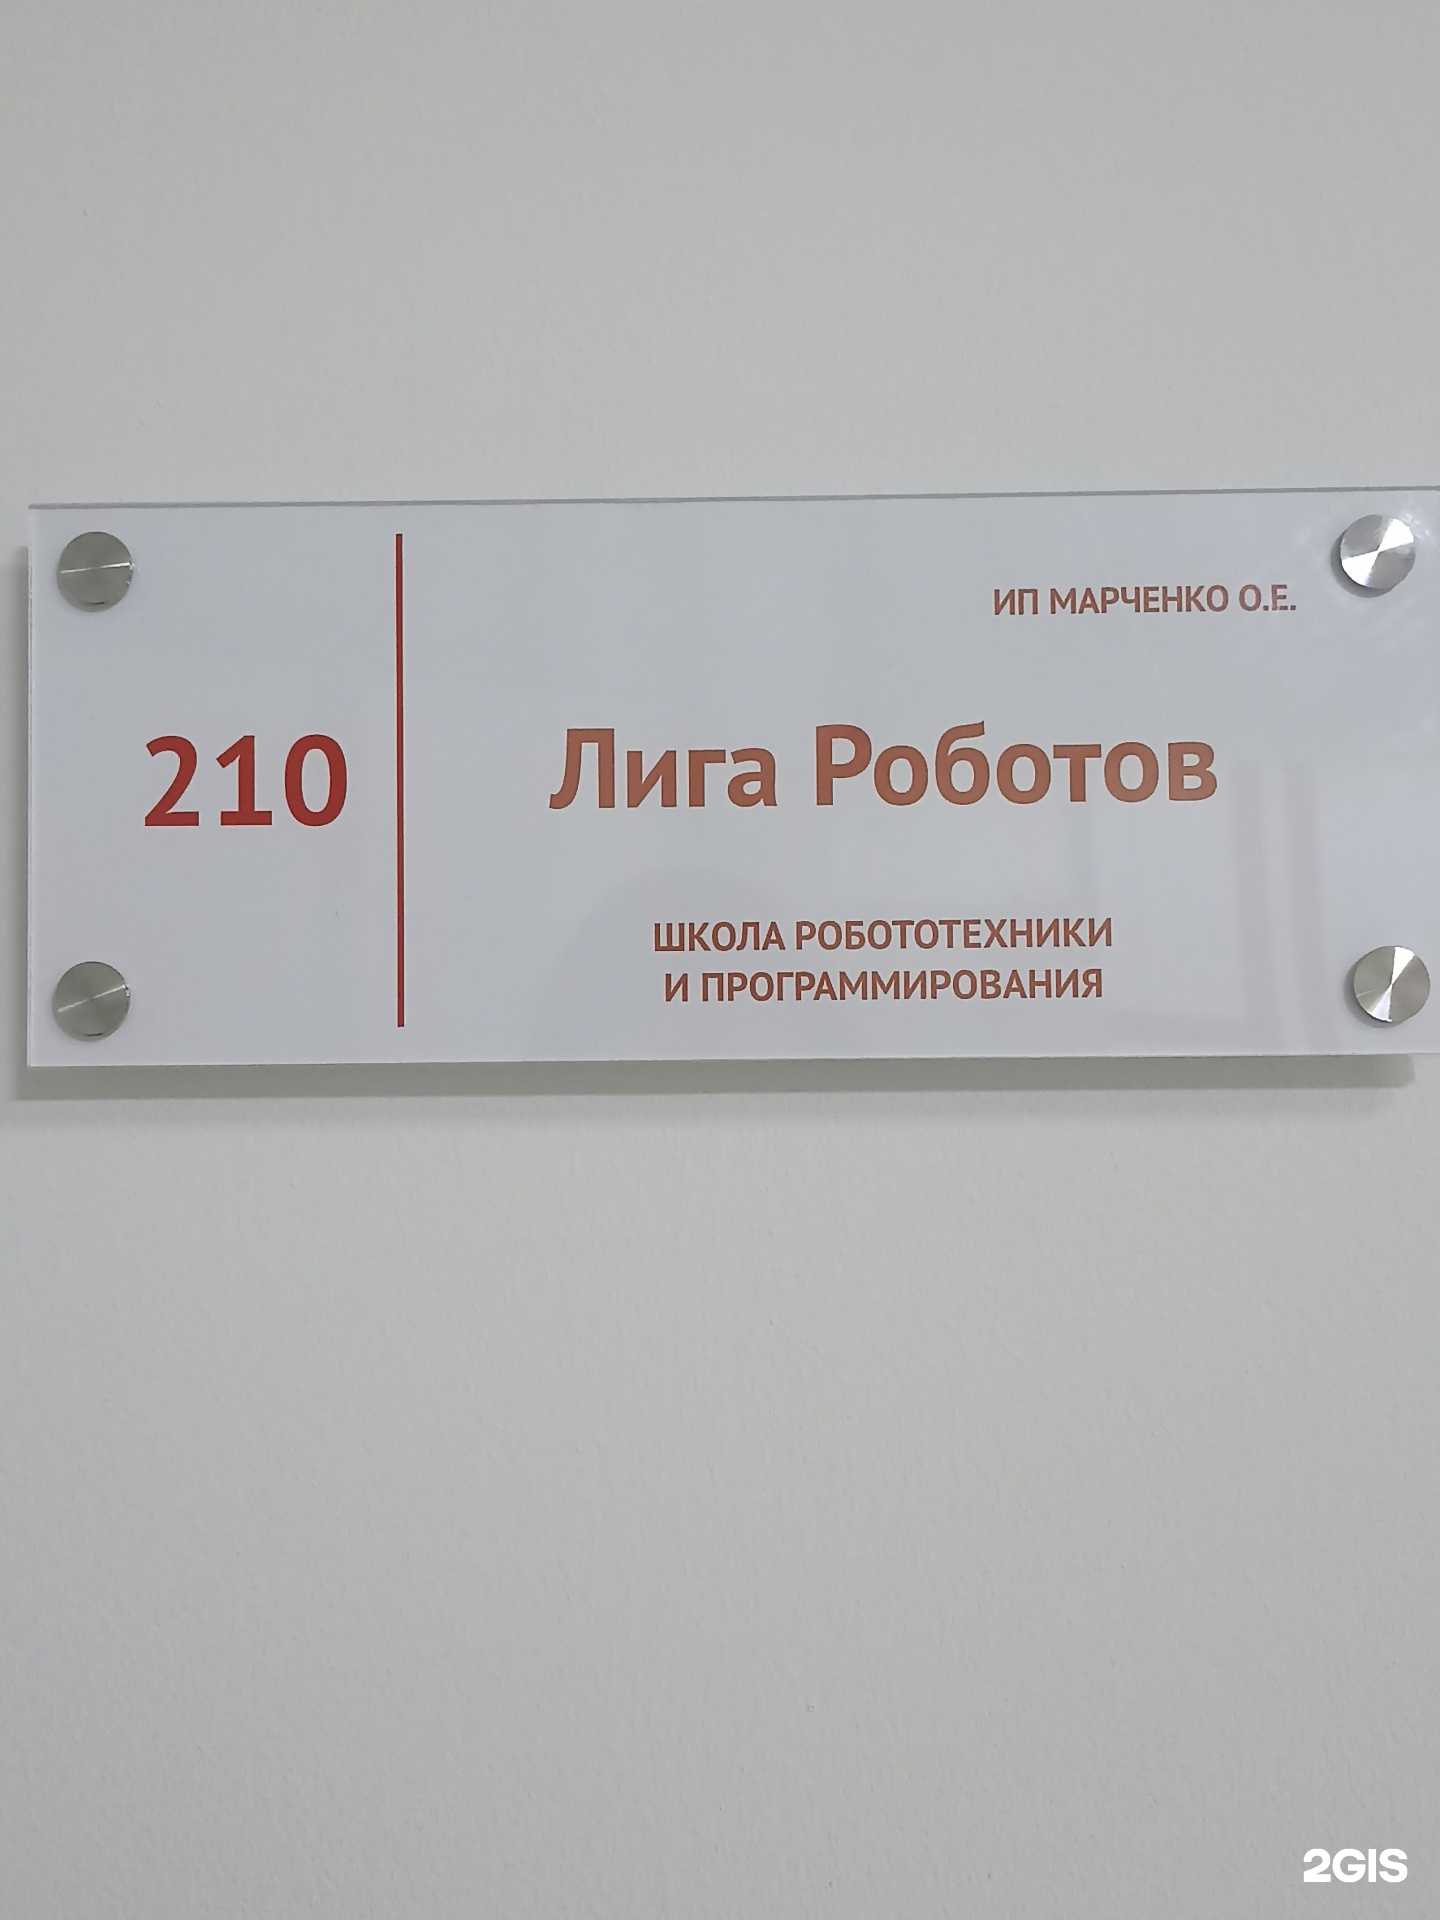 210
ИП МАРЧЕНКО О.Е.
Лига Роботов
ШКОЛА РОБОТОТЕХНИКИ
И ПРОГРАММИРОВАНИЯ
2GIS